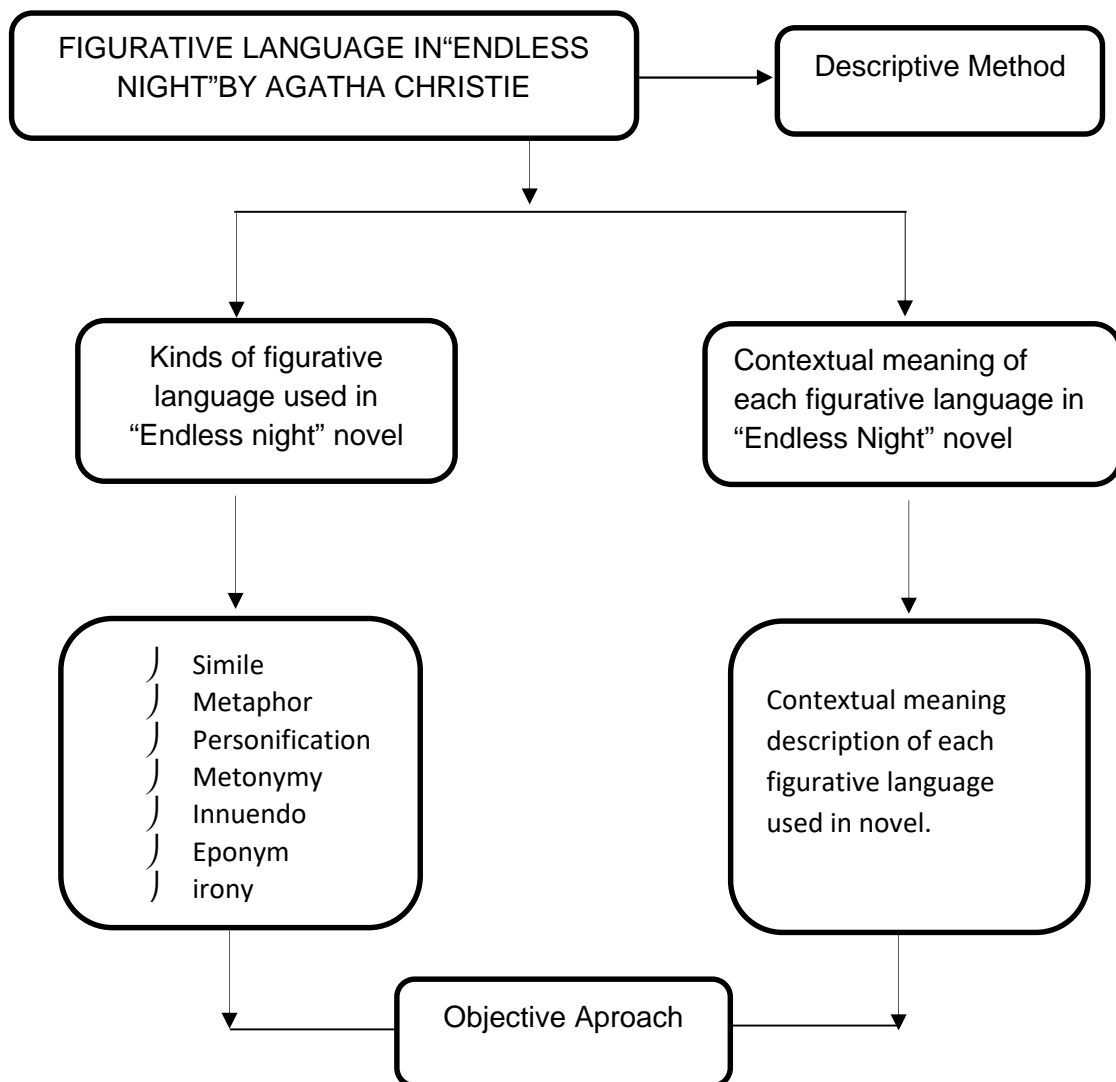 FIGURATIVE LANGUAGE IN“ENDLESS
NIGHT”BY AGATHA CHRISTIE
Descriptive Method
Kinds of figurative
language used in
“Endless night” novel
Contextual meaning of
each figurative language in
“Endless Night” novel
Simile
Metaphor
Personification
Metonymy
Innuendo
Eponym
irony
Contextual meaning
description of each
figurative language
used in novel.
Objective Aproach